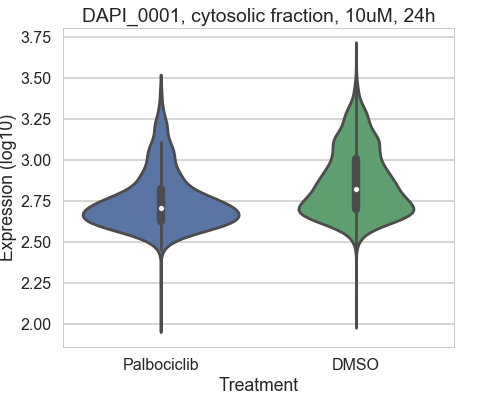 DAPI_0001, cytosolic fraction, 10uM, 24h
3.75
3.50
3.25
3.00
2.75
2.50
2.25
2.00
Expression (log10)
Palbociclib
DMSO
Treatment